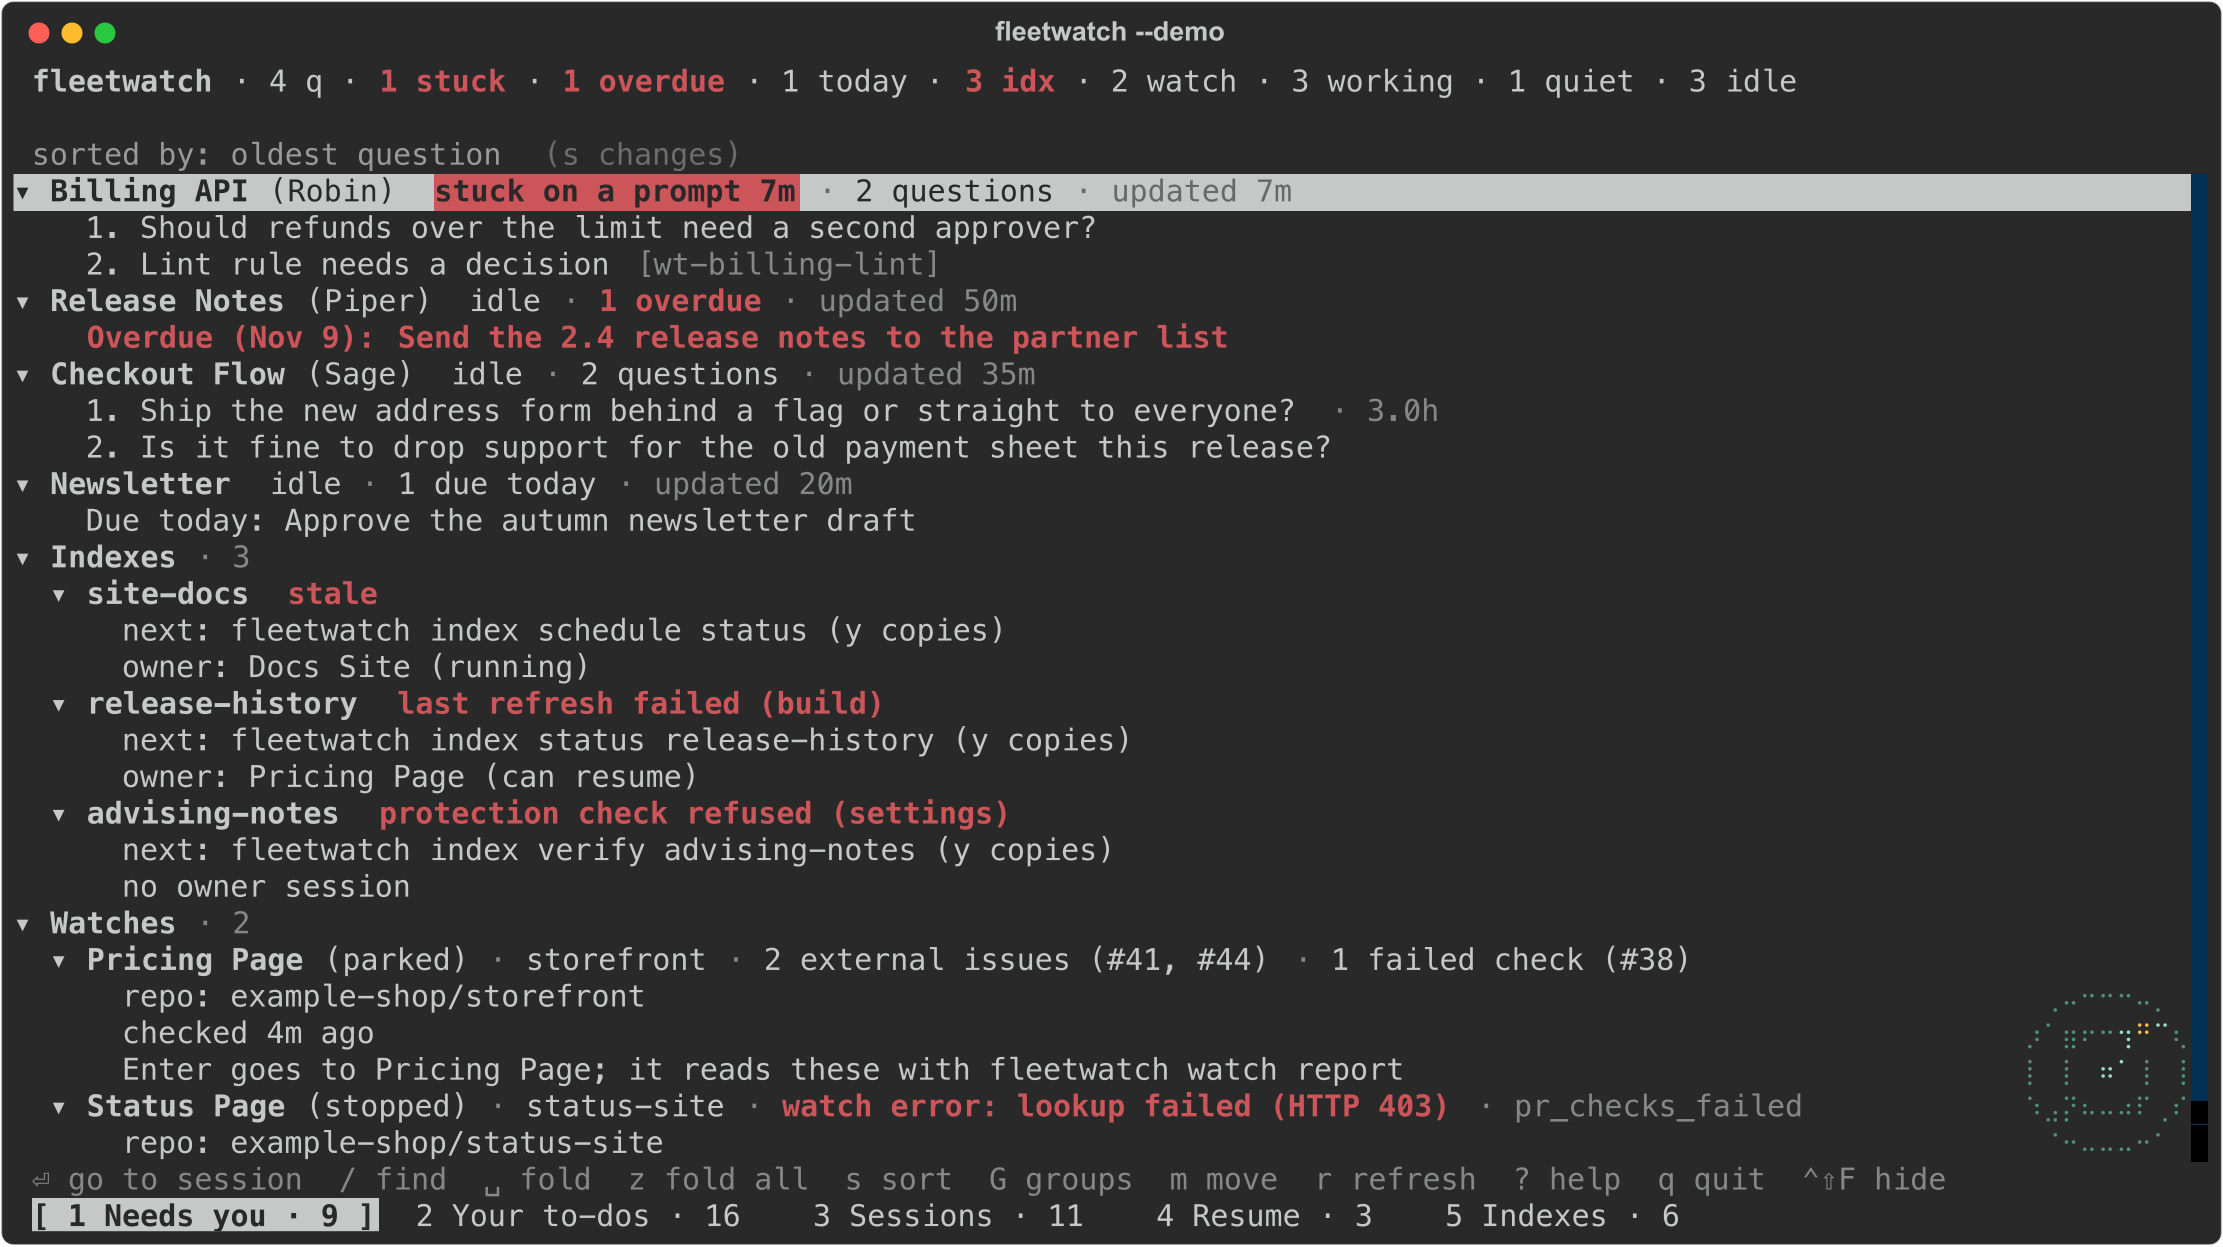 fleetwatch --demo
fleetwatch · 4 q · 1 stuck · 1 overdue · 1 today · 3 idx · 2 watch · 3 working · 1 quiet · 3 idle
sorted by: oldest question (s changes)
▾ Billing API (Robin) stuck on a prompt 7m · 2 questions · updated 7m
1. Should refunds over the limit need a second approver?
2. Lint rule needs a decision [wt-billing-lint]
▾ Release Notes (Piper) idle · 1 overdue · updated 50m
Overdue (Nov 9): Send the 2.4 release notes to the partner list
▾ Checkout Flow (Sage) idle · 2 questions · updated 35m
1. Ship the new address form behind a flag or straight to everyone? · 3.0h
2. Is it fine to drop support for the old payment sheet this release?
▾ Newsletter idle · 1 due today · updated 20m
Due today: Approve the autumn newsletter draft
▾ Indexes · 3
▾ site-docs stale
next: fleetwatch index schedule status (y copies)
owner: Docs Site (running)
▾ release-history last refresh failed (build)
next: fleetwatch index status release-history (y copies)
owner: Pricing Page (can resume)
▾ advising-notes protection check refused (settings)
next: fleetwatch index verify advising-notes (y copies)
no owner session
▾ Watches · 2
▾ Pricing Page (parked) · storefront · 2 external issues (#41, #44) · 1 failed check (#38)
repo: example-shop/storefront
checked 4m ago
Enter goes to Pricing Page; it reads these with fleetwatch watch report
▾ Status Page (stopped) · status-site · watch error: lookup failed (HTTP 403) · pr_checks_failed
repo: example-shop/status-site
⏎ go to session / find ␣ fold z fold all s sort G groups m move r refresh ? help q quit ^⇧F hide
[ 1 Needs you · 9 ] 2 Your to-dos · 16 3 Sessions · 11 4 Resume · 3 5 Indexes · 6